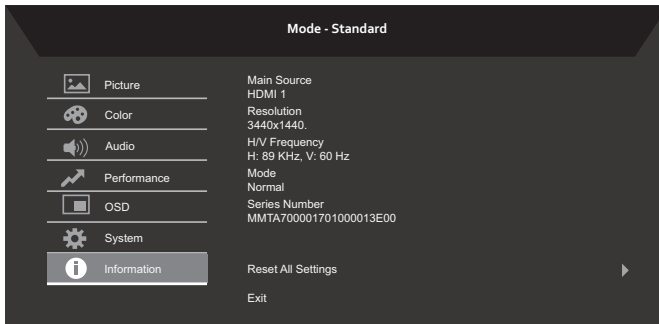 Mode - Standard
Picture
Color
Audio
Performance
OSD
System
Information
Main Source
HDMI 1
Resolution
3440x1440.
H/V Frequency
H: 89 KHz, V: 60 Hz
Mode
Normal
Series Number
MMTA700001701000013E00
Reset All Settings
Exit